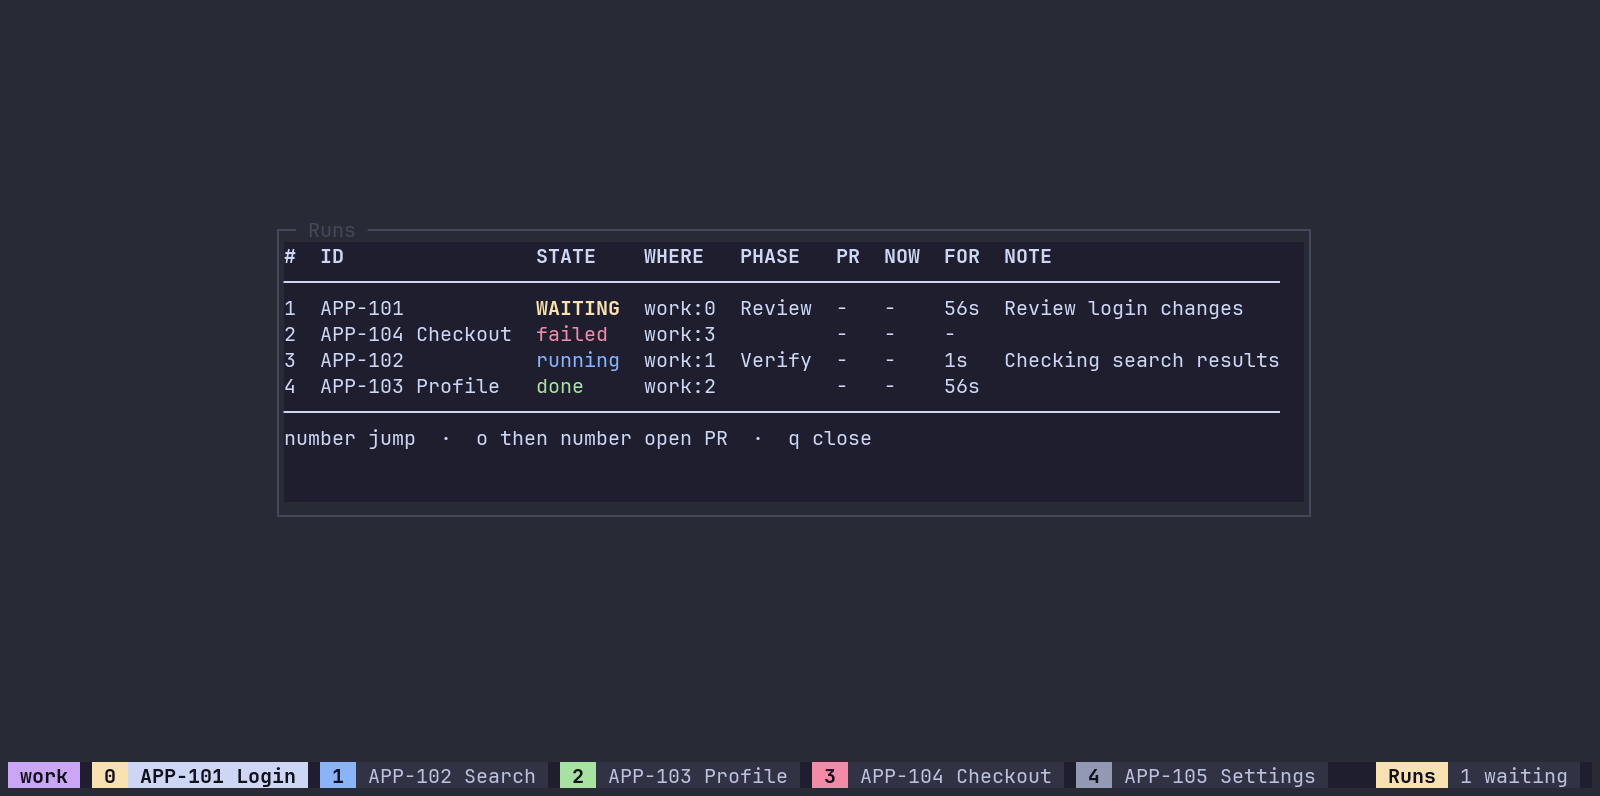 Runs
# ID STATE WHERE PHASE PR NOW FOR NOTE
1 APP-101 WAITING work:0 Review - - 56s Review login changes
2 APP-104 Checkout failed work:3 - - -
3 APP-102 running work:1 Verify - - 1s Checking search results
4 APP-103 Profile done work:2 - - 56s
number jump · o then number open PR · q close
work 0 APP-101 Login 1 APP-102 Search 2 APP-103 Profile 3 APP-104 Checkout 4 APP-105 Settings Runs 1 waiting